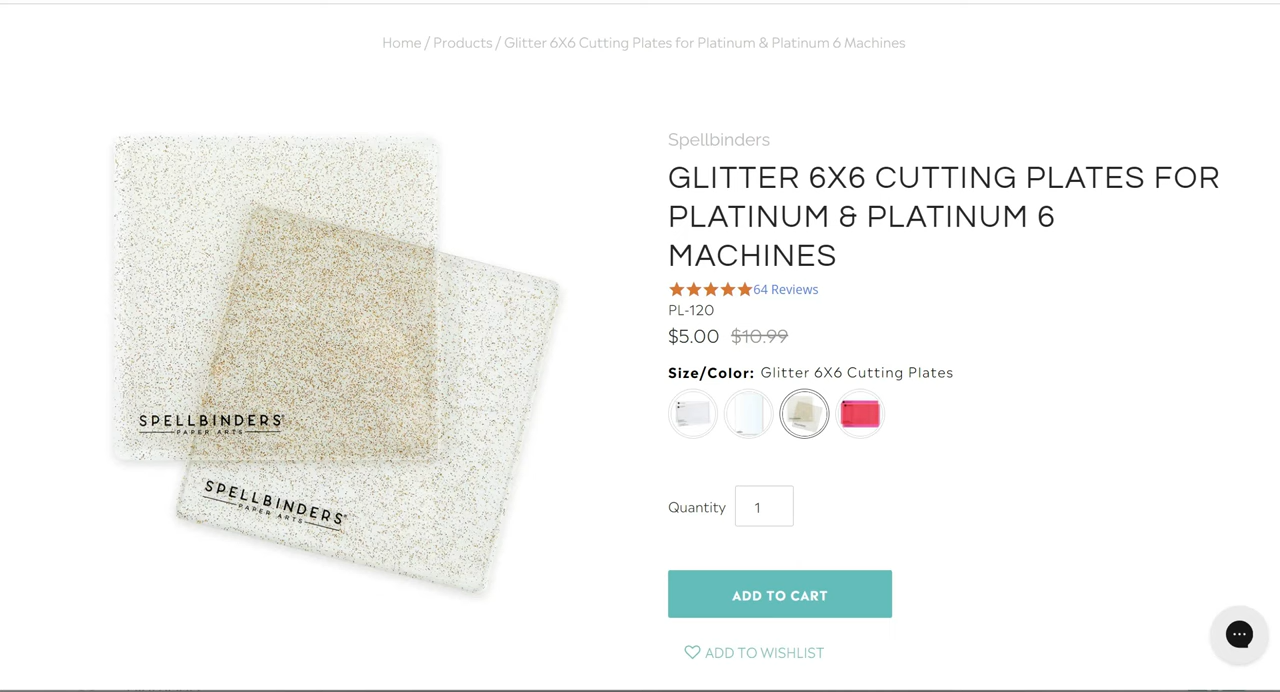 Home / Products / Glitter 6X6 Cutting Plates for Platinum & Platinum 6 Machines
SPELLBINDERS®
PAPER ARTS
SPELLBINDERS®
PAPER ARTS
Spellbinders
GLITTER 6X6 CUTTING PLATES FOR
PLATINUM & PLATINUM 6
MACHINES
64 Reviews
PL-120
$5.00 $10.99
Size/Color: Glitter 6X6 Cutting Plates
Quantity 1
ADD TO CART
ADD TO WISHLIST